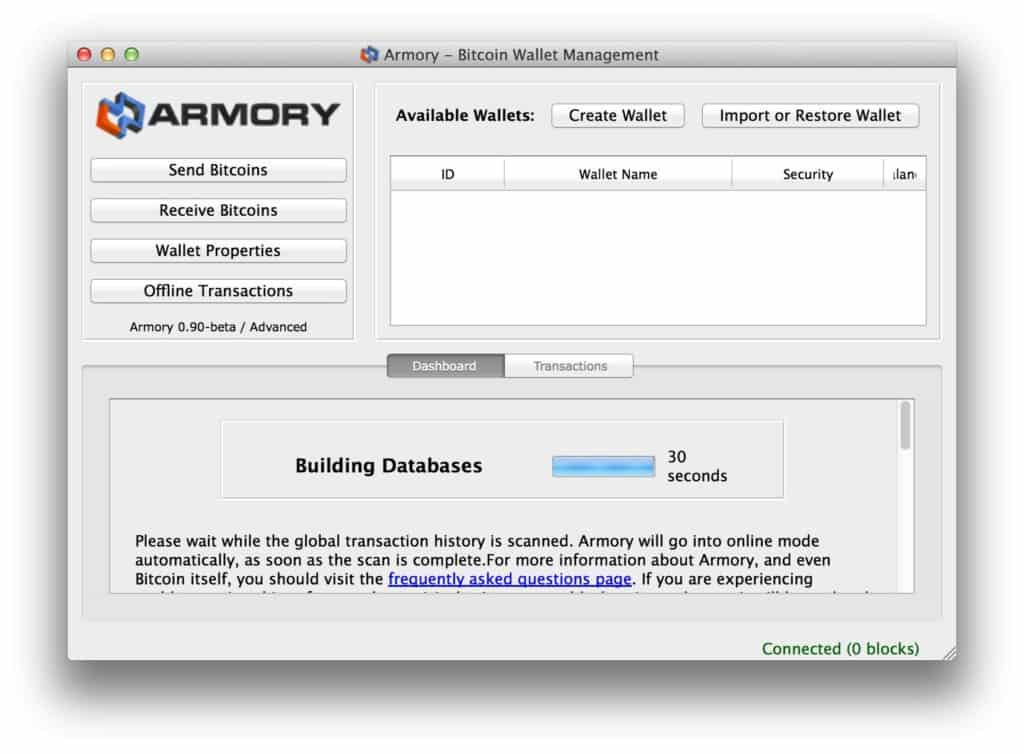 Armory - Bitcoin Wallet Management
ARMORY
Send Bitcoins
Receive Bitcoins
Wallet Properties
Offline Transactions
Armory 0.90-beta / Advanced
Available Wallets:
Create Wallet
Import or Restore Wallet
ID
Wallet Name
Security
Dashboard
Transactions
Building Databases
30
seconds
Please wait while the global transaction history is scanned. Armory will go into online mode
automatically, as soon as the scan is complete.For more information about Armory, and even
Bitcoin itself, you should visit the frequently asked questions page. If you are experiencing
Connected (0 blocks)